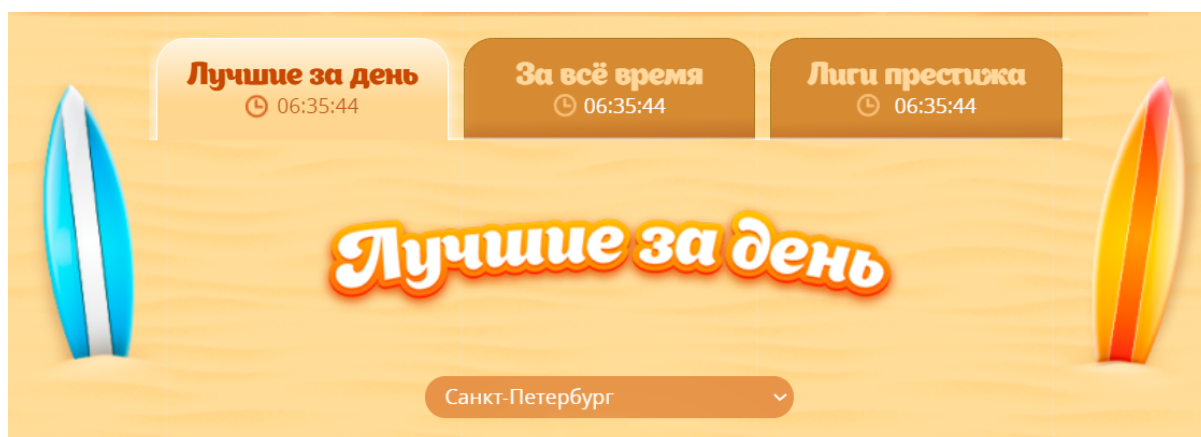 Лучшие за день
06:35:44
За всё время
06:35:44
Лиги престижа
06:35:44
Лучшие за день
Санкт-Петербург